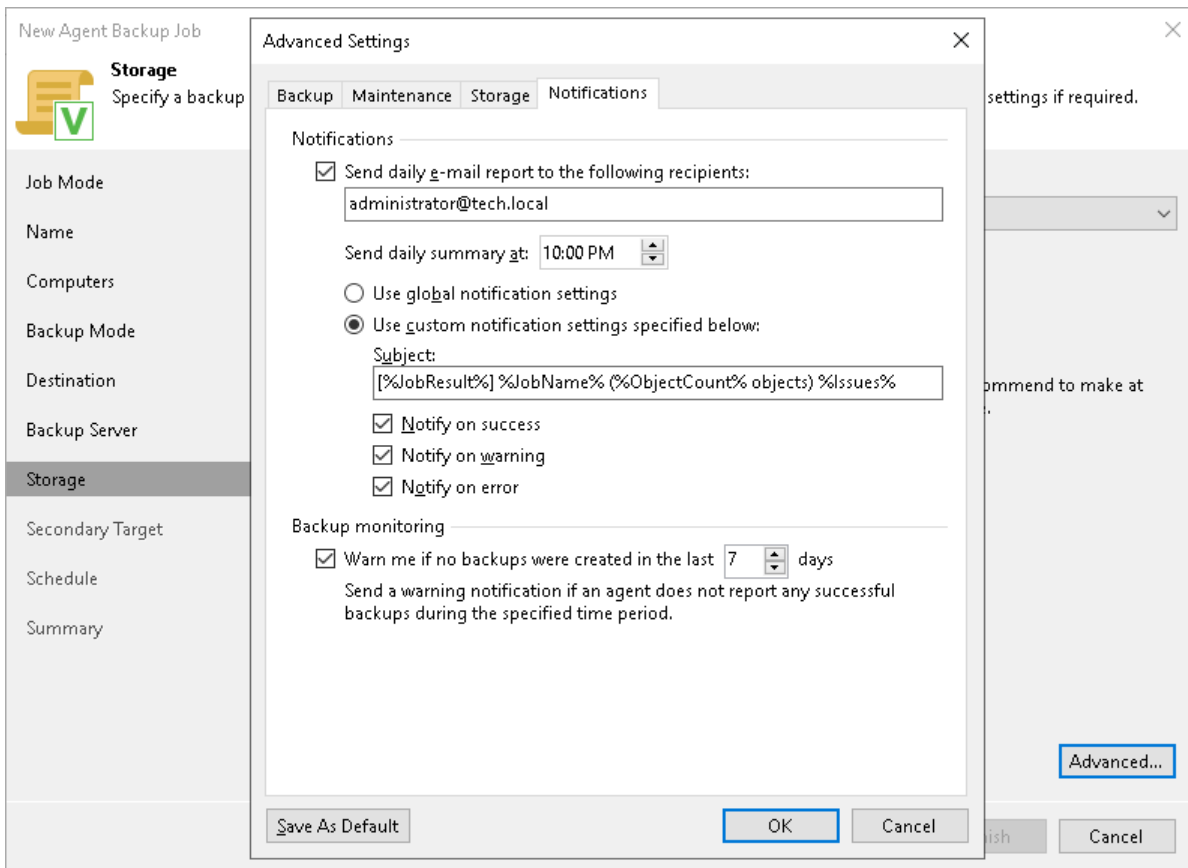 New Agent Backup Job
Storage
Specify a backup
settings if required.
Job Mode
Name
Computers
Backup Mode
Destination
Backup Server
Storage
Secondary Target
Schedule
Summary
Advanced Settings
Backup Maintenance Storage Notifications
Notifications
Send daily e-mail report to the following recipients:
administrator@tech.local
Send daily summary at: 10:00 PM
Use global notification settings
Use custom notification settings specified below:
Subject:
[%JobResult%] %JobName% (%ObjectCount% objects) %Issues%
Notify on success
Notify on warning
Notify on error
Backup monitoring
Warn me if no backups were created in the last 7 days
Send a warning notification if an agent does not report any successful
backups during the specified time period.
Save As Default OK Cancel
commend to make at
Advanced...
Cancel